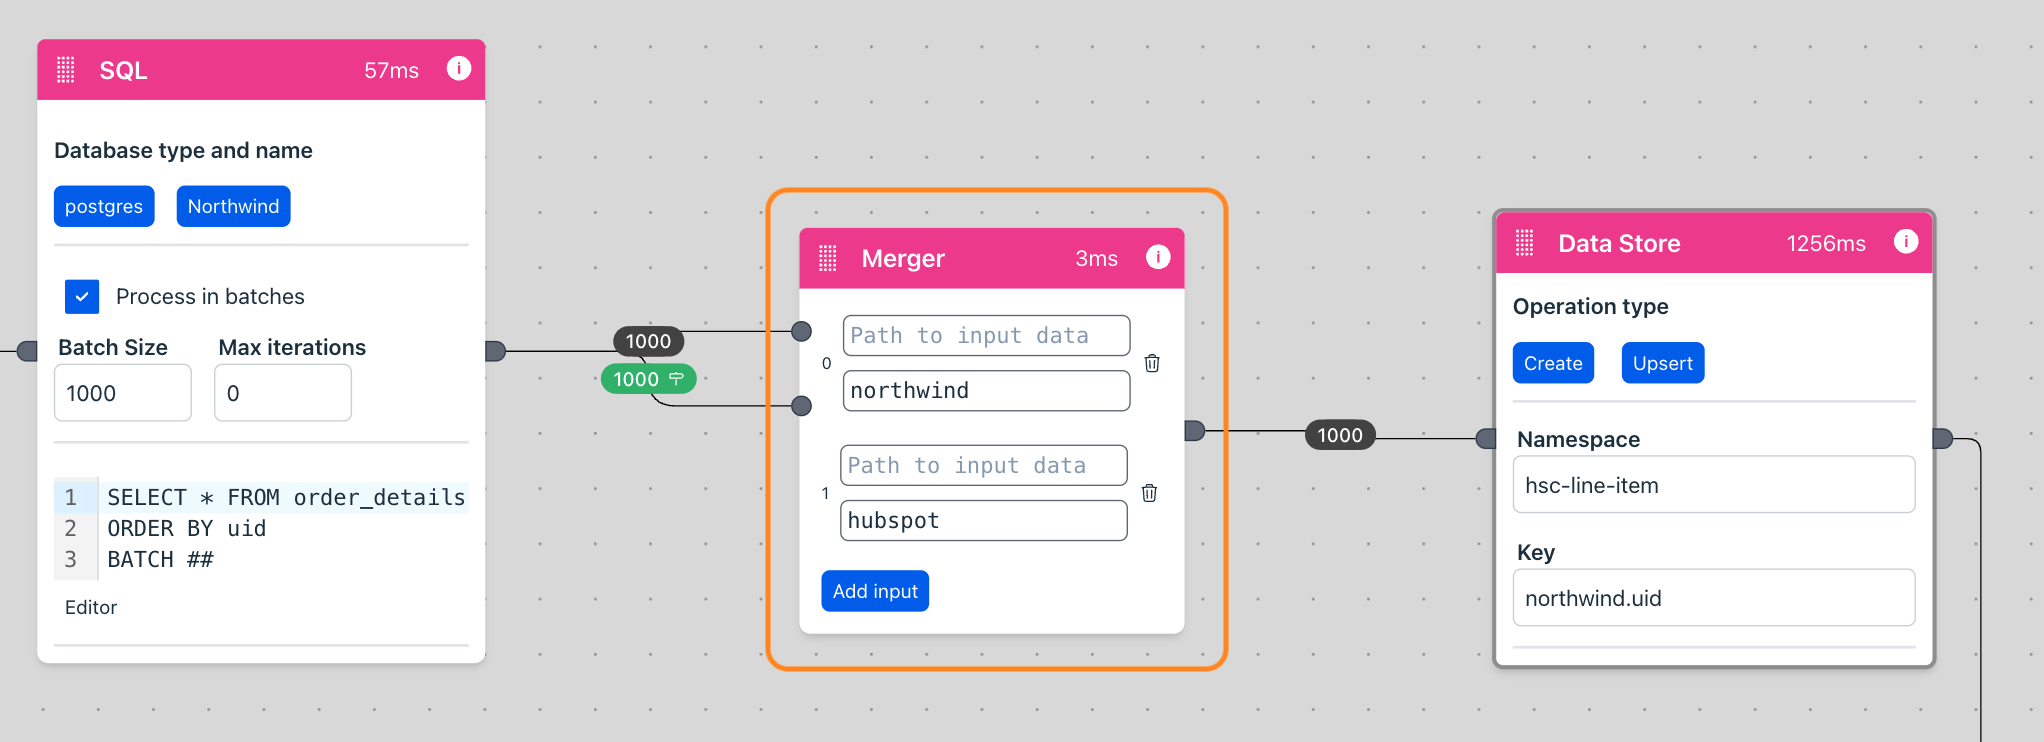 SQL 57ms i
Database type and name
postgres Northwind
Process in batches
Batch Size Max iterations
1000 0
1 SELECT * FROM order_details
2 ORDER BY uid
3 BATCH ##
Editor
1000
1000
Merger 3ms i
Path to input data
0
northwind
Path to input data
1
hubspot
Add input
1000
Data Store 1256ms i
Operation type
Create Upsert
Namespace
hsc-line-item
Key
northwind.uid